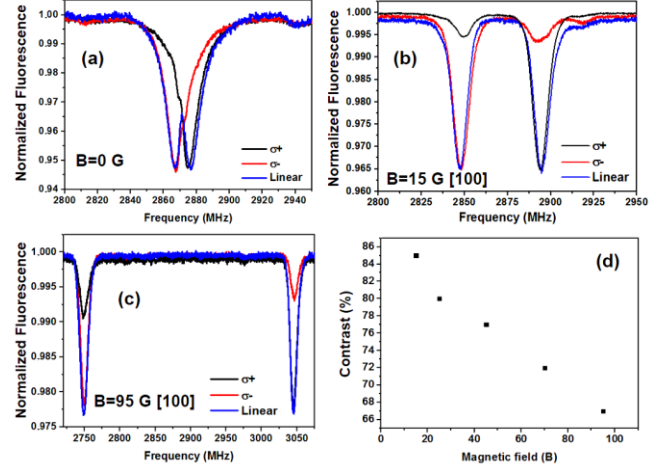 (a)
Normalized Fluorescence
1.00
0.99
0.98
0.97
0.96
0.95
0.94
B=0 G
σ+
σ-
Linear
2800 2820 2840 2860 2880 2900 2920 2940
Frequency (MHz)
(b)
Normalized Fluorescence
1.000
0.995
0.990
0.985
0.980
0.975
0.970
0.965
0.960
B=15 G [100]
σ+
σ-
Linear
2800 2825 2850 2875 2900 2925 2950
Frequency (MHz)
(c)
Normalized Fluorescence
1.000
0.995
0.990
0.985
0.980
0.975
B=95 G [100]
σ+
σ-
Linear
2750 2800 2850 2900 2950 3000 3050
Frequency (MHz)
(d)
Contrast (%)
86
84
82
80
78
76
74
72
70
68
66
0 20 40 60 80 100
Magnetic field (B)